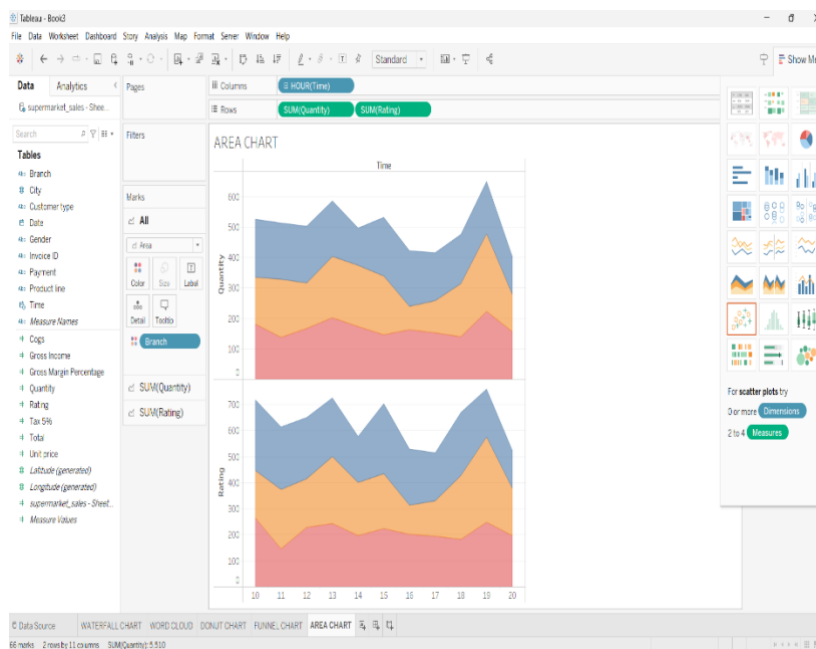 Tableau - Book3
File Data Worksheet Dashboard Story Analysis Map Format Server Window Help
Standard
Show Me
Data Analytics
supermarket_sales - Shee...
Search
Tables
Abc Branch
City
Abc Customer type
Date
Abc Gender
Abc Invoice ID
Abc Payment
Abc Product line
Time
Abc Measure Names
Cogs
Gross Income
Gross Margin Percentage
Quantity
Rating
Tax 5%
Total
Unit price
Latitude (generated)
Longitude (generated)
supermarket_sales - Sheet...
Measure Values
Pages
Filters
Marks
All
Area
Color Size Label
Detail Tooltip
Branch
SUM(Quantity)
SUM(Rating)
Columns HOUR(Time)
Rows SUM(Quantity) SUM(Rating)
AREA CHART
Time
600
500
400
300
200
100
0
Quantity
700
600
500
400
300
200
100
0
Rating
10 11 12 13 14 15 16 17 18 19 20
For scatter plots try
0 or more Dimensions
2 to 4 Measures
Data Source WATERFALL CHART WORD CLOUD DONUT CHART FUNNEL CHART AREA CHART
66 marks 2 rows by 11 columns SUM(Quantity): 5,510